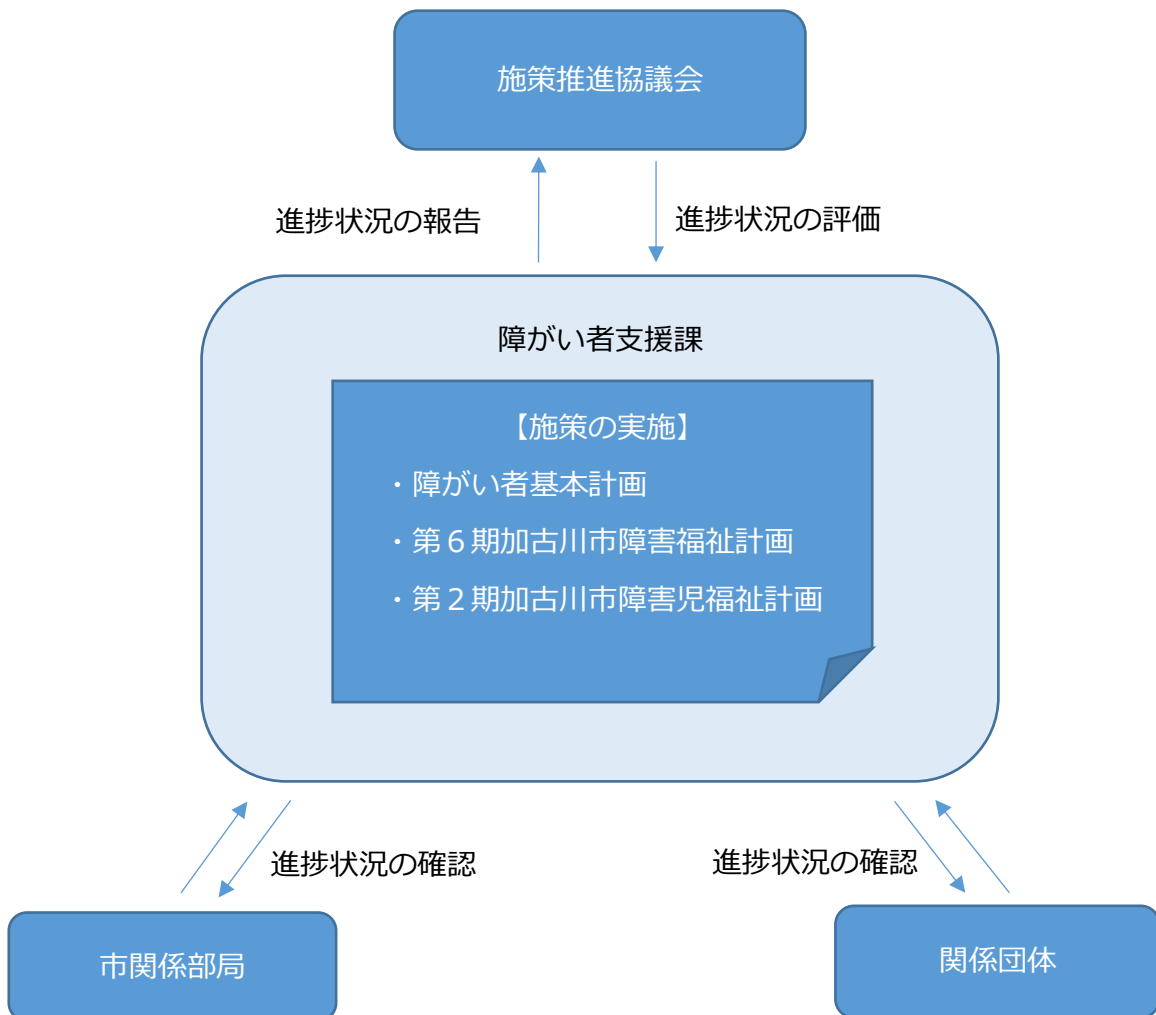 施策推進協議会
進捗状況の報告
進捗状況の評価
障がい者支援課
【施策の実施】
・障がい者基本計画
・第６期加古川市障害福祉計画
・第２期加古川市障害児福祉計画
進捗状況の確認
進捗状況の確認
市関係部局
関係団体